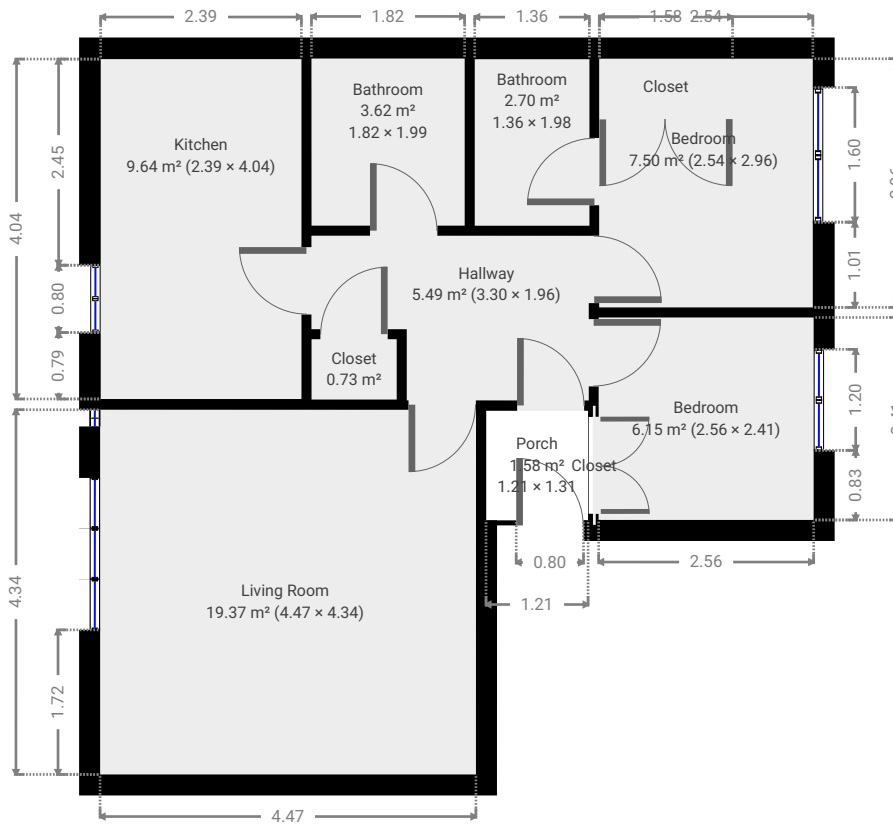 2.39
1.82
1.36
1.58
2.54
Bathroom
3.62 m²
1.82 × 1.99
Bathroom
2.70 m²
1.36 × 1.98
Closet
Kitchen
9.64 m² (2.39 × 4.04)
Bedroom
7.50 m² (2.54 × 2.96)
2.45
1.60
4.04
1.01
0.80
Hallway
5.49 m² (3.30 × 1.96)
0.79
Closet
0.73 m²
1.20
Bedroom
6.15 m² (2.56 × 2.41)
Porch
1.58 m²
Closet
1.21 × 1.31
0.83
0.80
2.56
4.34
Living Room
19.37 m² (4.47 × 4.34)
1.21
1.72
4.47